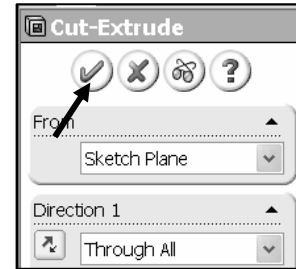 Cut-Extrude
?
From
Sketch Plane
Direction 1
Through All